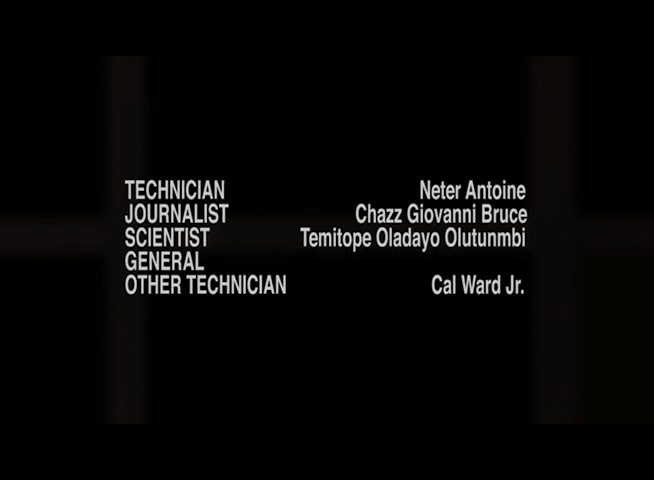 TECHNICIAN Neter Antoine
JOURNALIST Chazz Giovanni Bruce
SCIENTIST Temitope Oladayo Olutunmbi
GENERAL
OTHER TECHNICIAN Cal Ward Jr.